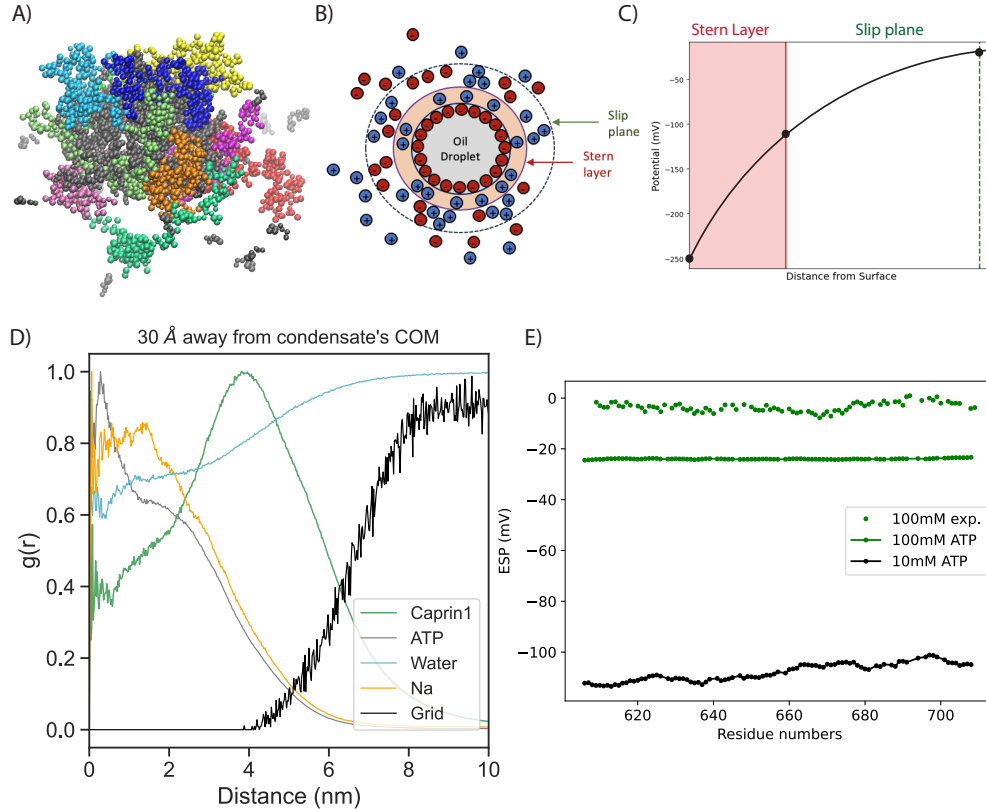 A)
B)
Oil
Droplet
Slip
plane
Stern
layer
C)
Stern Layer
Slip plane
−50
−100
−150
−200
−250
Potential (mV)
Distance from Surface
D)
30 Å away from condensate's COM
1.0
0.8
0.6
0.4
0.2
0.0
g(r)
Caprin1
ATP
Water
Na
Grid
0
2
4
6
8
10
Distance (nm)
E)
0
−20
−40
−60
−80
−100
ESP (mV)
100mM exp.
100mM ATP
10mM ATP
620
640
660
680
700
Residue numbers